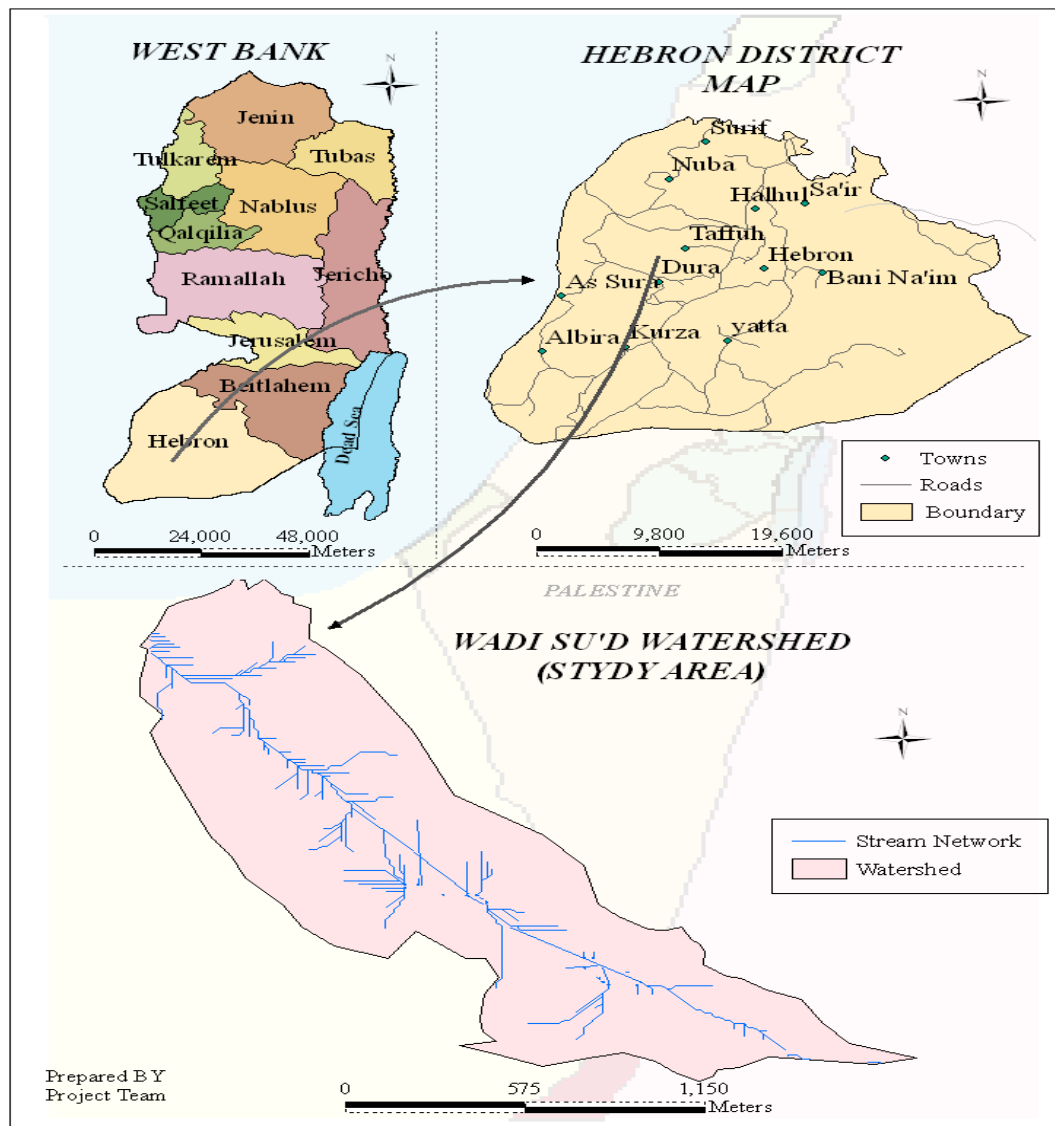 WEST BANK
N
Jenin
Tulkarem
Tubas
Salfeet
Nablus
Qalqilia
Ramallah
Jericho
Jerusalem
Beitlahem
Hebron
Dead Sea
0 24,000 48,000
Meters
HEBRON DISTRICT
MAP
N
Surif
Nuba
Halhul
Sa'ir
Taffuh
Hebron
Dura
Bani Na'im
As Sura
Albira
Kurza
yatta
Towns
Roads
Boundary
0 9,800 19,600
Meters
PALESTINE
WADI SU'D WATERSHED
(STYDY AREA)
N
Stream Network
Watershed
Prepared BY
Project Team
0 575 1,150
Meters